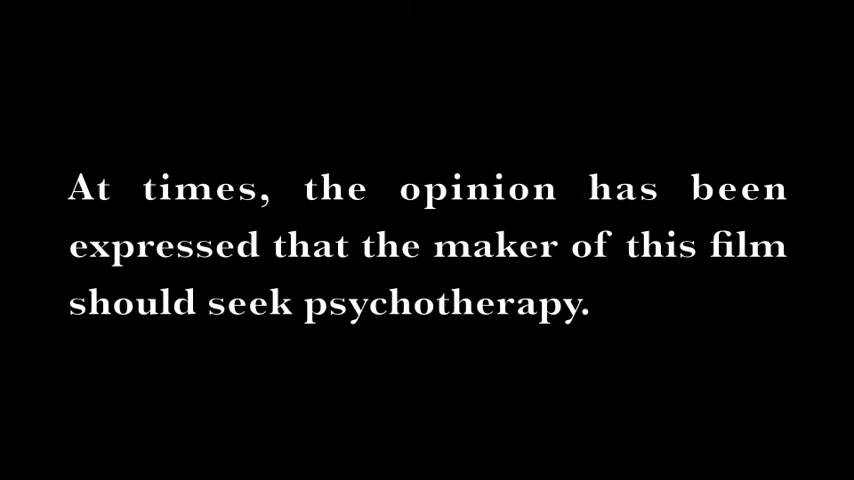 At times, the opinion has been
expressed that the maker of this film
should seek psychotherapy.